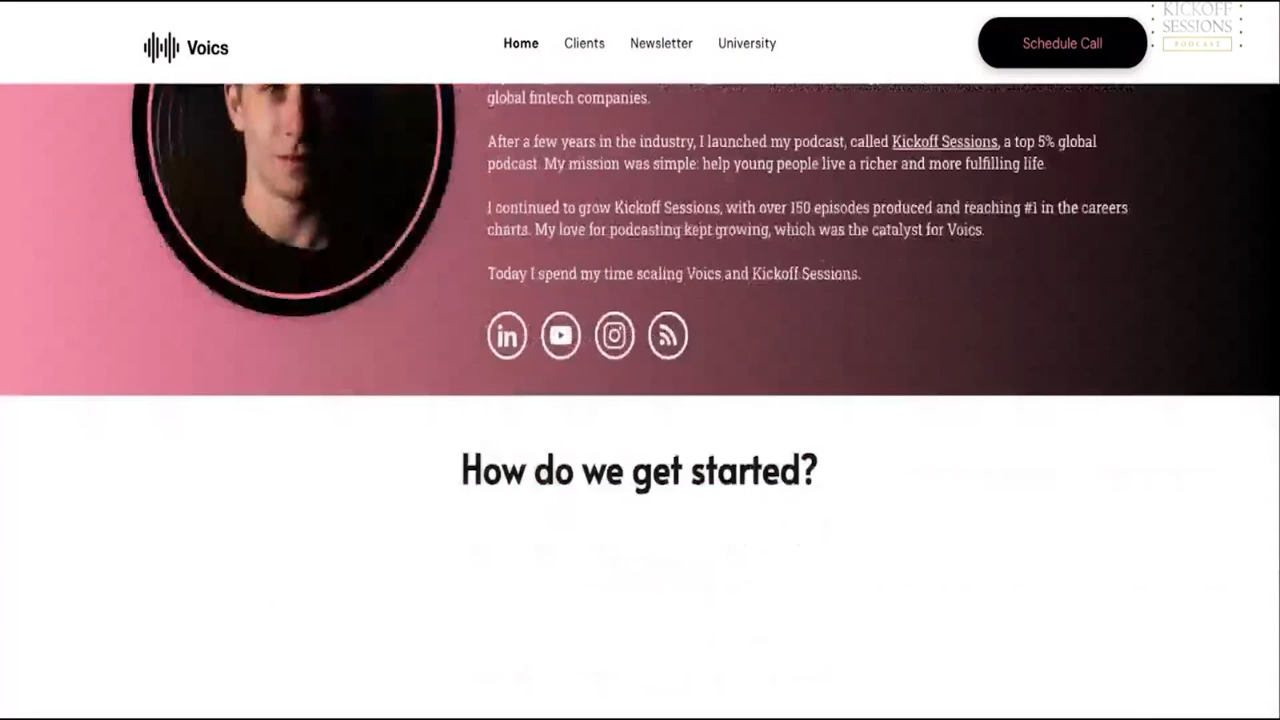 KICKOFF
SESSIONS
PODCAST
Voics
Home
Clients
Newsletter
University
Schedule Call
global fintech companies.
After a few years in the industry, I launched my podcast, called Kickoff Sessions, a top 5% global
podcast. My mission was simple: help young people live a richer and more fulfilling life.
I continued to grow Kickoff Sessions, with over 150 episodes produced and reaching #1 in the careers
charts. My love for podcasting kept growing, which was the catalyst for Voics.
Today I spend my time scaling Voics and Kickoff Sessions.
in
How do we get started?